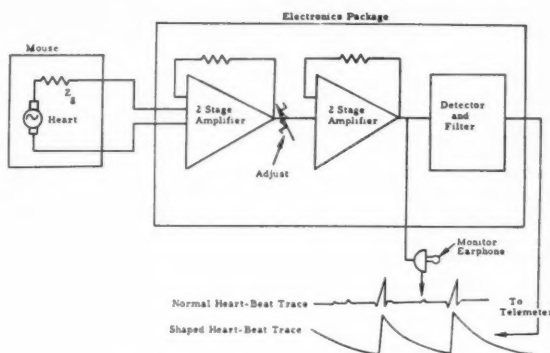 Electronics Package
Mouse
Zg
Heart
2 Stage
Amplifier
Adjust
2 Stage
Amplifier
Detector
and
Filter
Monitor
Earphone
Normal Heart-Beat Trace
To
Telemeter
Shaped Heart-Beat Trace